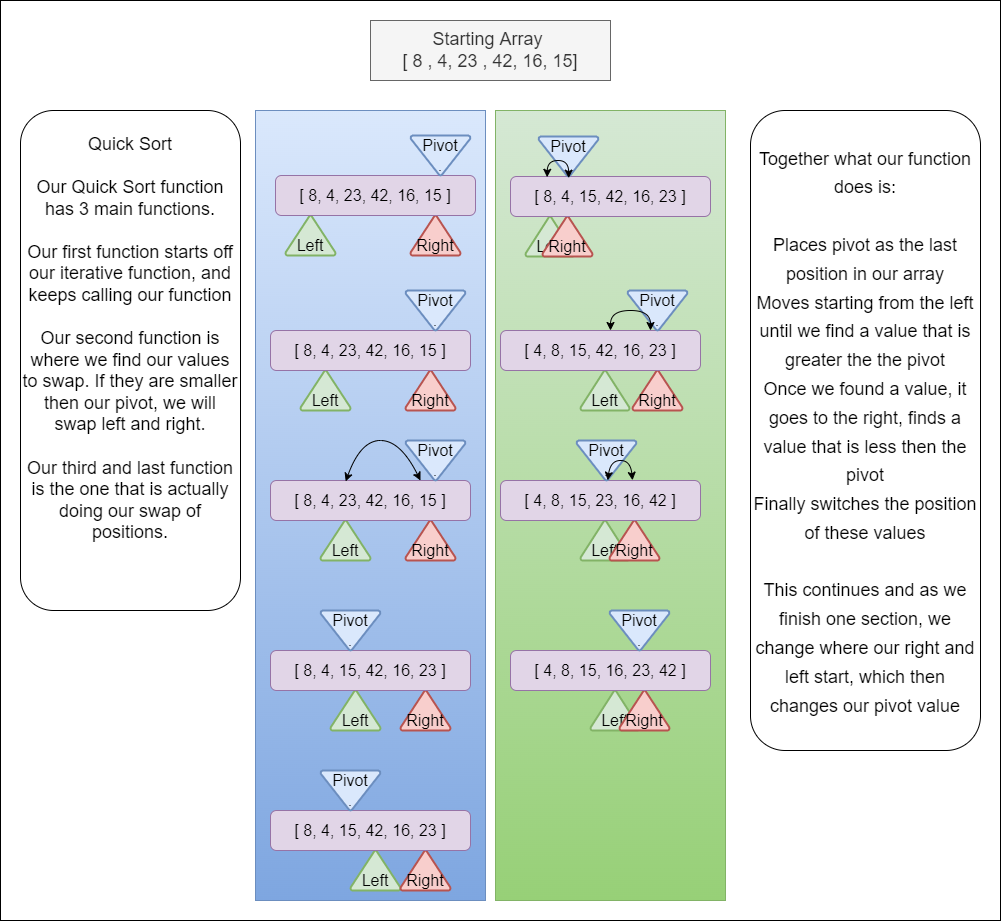 Starting Array
[ 8 , 4, 23 , 42, 16, 15]
Quick Sort
Our Quick Sort function
has 3 main functions.
Our first function starts off
our iterative function, and
keeps calling our function
Our second function is
where we find our values
to swap. If they are smaller
then our pivot, we will
swap left and right.
Our third and last function
is the one that is actually
doing our swap of
positions.
Pivot
[ 8, 4, 23, 42, 16, 15 ]
Left
Right
Pivot
[ 8, 4, 23, 42, 16, 15 ]
Left
Right
Pivot
[ 8, 4, 23, 42, 16, 15 ]
Left
Right
Pivot
[ 8, 4, 15, 42, 16, 23 ]
Left
Right
Pivot
[ 8, 4, 15, 42, 16, 23 ]
Left
Right
Pivot
[ 8, 4, 15, 42, 16, 23 ]
L
Right
Pivot
[ 4, 8, 15, 42, 16, 23 ]
Left
Right
Pivot
[ 4, 8, 15, 23, 16, 42 ]
Lef
Right
Pivot
[ 4, 8, 15, 16, 23, 42 ]
Lef
Right
Together what our function
does is:
Places pivot as the last
position in our array
Moves starting from the left
until we find a value that is
greater the the pivot
Once we found a value, it
goes to the right, finds a
value that is less then the
pivot
Finally switches the position
of these values
This continues and as we
finish one section, we
change where our right and
left start, which then
changes our pivot value